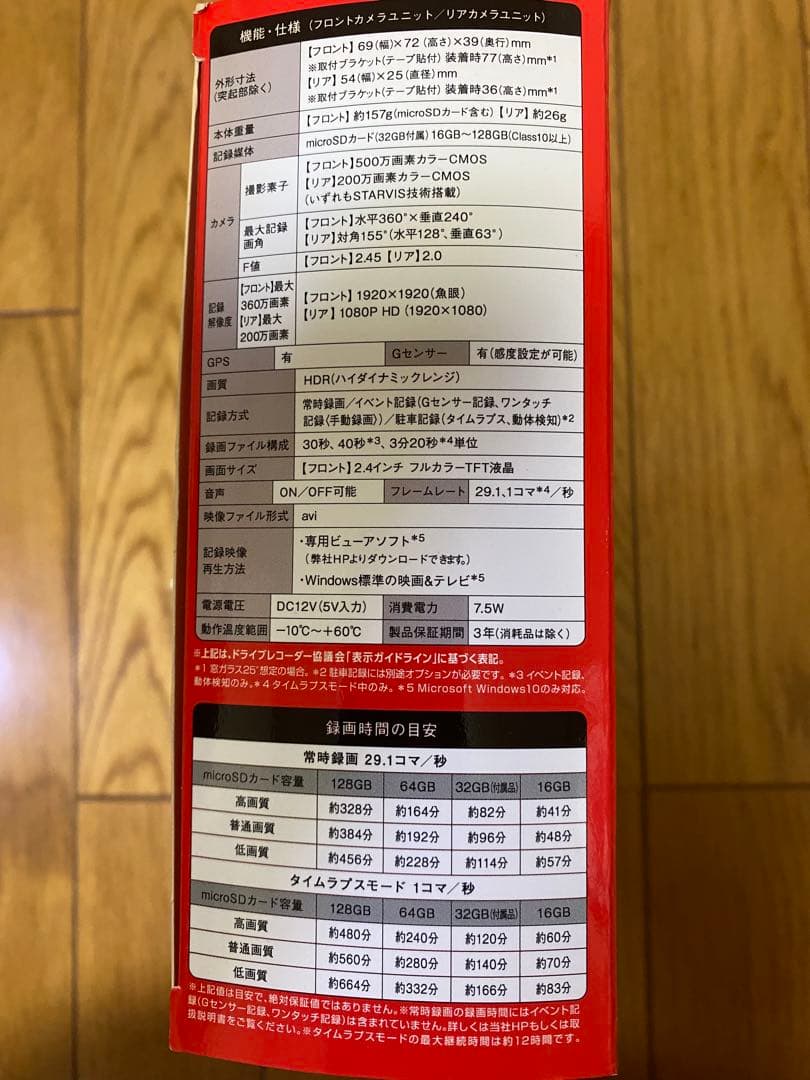 機能・仕様（フロントカメラユニット／リアカメラユニット）
外形寸法
（突起部除く）
【フロント】69（幅）×72（高さ）×39（奥行）mm
※取付ブラケット（テープ貼付）装着時77（高さ）mm*1
【リア】54（幅）×25（直径）mm
※取付ブラケット（テープ貼付）装着時36（高さ）mm*1
本体重量 【フロント】約157g（microSDカード含む）【リア】約26g
記録媒体 microSDカード（32GB付属）16GB〜128GB（Class10以上）
カメラ
撮影素子
【フロント】500万画素カラーCMOS
【リア】200万画素カラーCMOS
（いずれもSTARVIS技術搭載）
最大記録
画角
【フロント】水平360°×垂直240°
【リア】対角155°（水平128°、垂直63°）
F値 【フロント】2.45【リア】2.0
記録
解像度
【フロント】最大
360万画素
【リア】最大
200万画素
【フロント】1920×1920（魚眼）
【リア】1080P HD（1920×1080）
GPS 有 Gセンサー 有（感度設定が可能）
画質 HDR（ハイダイナミックレンジ）
記録方式
常時録画／イベント記録（Gセンサー記録、ワンタッチ
記録〈手動録画〉）／駐車記録（タイムラプス、動体検知）*2
録画ファイル構成 30秒、40秒*3、3分20秒*4単位
画面サイズ 【フロント】2.4インチ フルカラーTFT液晶
音声 ON／OFF可能 フレームレート 29.1、1コマ*4／秒
映像ファイル形式 avi
記録映像
再生方法
・専用ビューアソフト*5
（弊社HPよりダウンロードできます。）
・Windows標準の映画&テレビ*5
電源電圧 DC12V（5V入力） 消費電力 7.5W
動作温度範囲 −10℃〜＋60℃ 製品保証期間 3年（消耗品は除く）
※上記は、ドライブレコーダー協議会「表示ガイドライン」に基づく表記。
*1 窓ガラス25°想定の場合。*2 駐車記録には別途オプションが必要です。*3 イベント記録、
動体検知のみ。*4 タイムラプスモード中のみ。*5 Microsoft Windows10のみ対応。
録画時間の目安
常時録画 29.1コマ／秒
microSDカード容量 128GB 64GB 32GB（付属品） 16GB
高画質 約328分 約164分 約82分 約41分
普通画質 約384分 約192分 約96分 約48分
低画質 約456分 約228分 約114分 約57分
タイムラプスモード 1コマ／秒
microSDカード容量 128GB 64GB 32GB（付属品） 16GB
高画質 約480分 約240分 約120分 約60分
普通画質 約560分 約280分 約140分 約70分
低画質 約664分 約332分 約166分 約83分
※上記値は目安で、絶対保証値ではありません。※常時録画の録画時間にはイベント記
録（Gセンサー記録、ワンタッチ記録）は含まれていません。詳しくは当社HPもしくは取
扱説明書をご覧ください。※タイムラプスモードの最大継続時間は約12時間です。